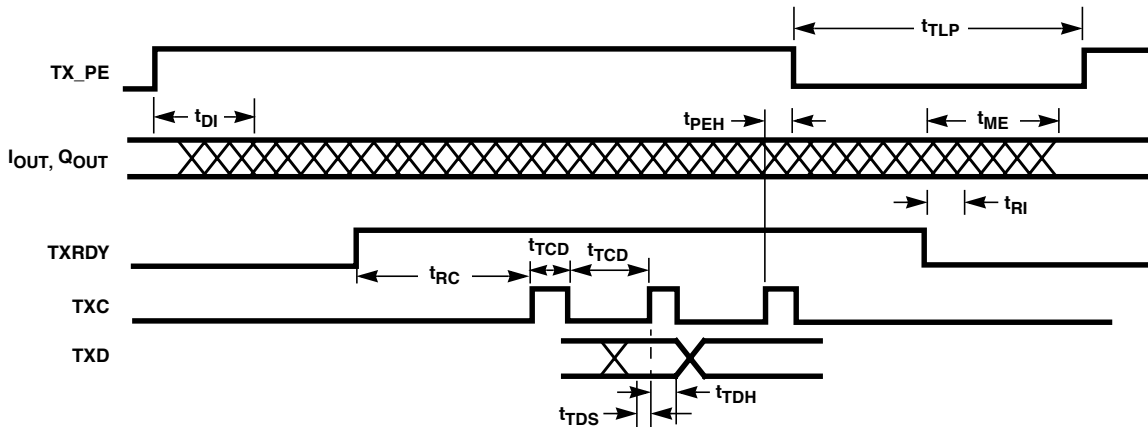 tTLP
TX_PE
tDI
tPEH
tME
IOUT, QOUT
tRI
TXRDY
tTCD
tTCD
tRC
TXC
TXD
tTDH
tTDS